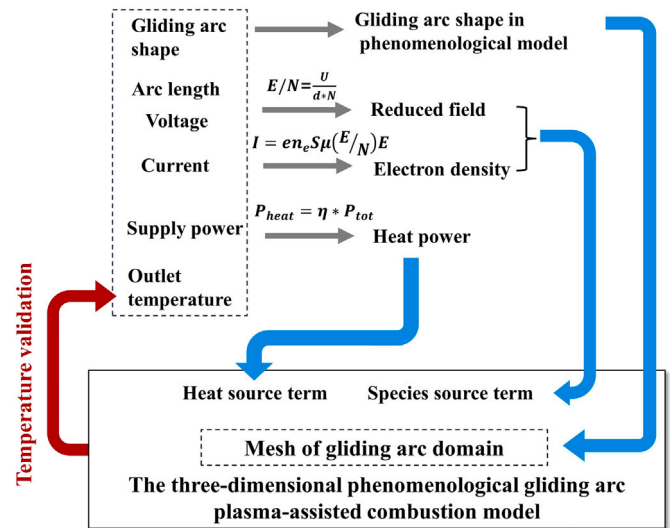 Gliding arc
shape
Gliding arc shape in
phenomenological model
Arc length
Voltage
E/N=U/(d*N)
Reduced field
Current
I = en_eSμ(E/N)E
Electron density
Supply power
P_heat = η * P_tot
Heat power
Outlet
temperature
Temperature validation
Heat source term
Species source term
Mesh of gliding arc domain
The three-dimensional phenomenological gliding arc
plasma-assisted combustion model